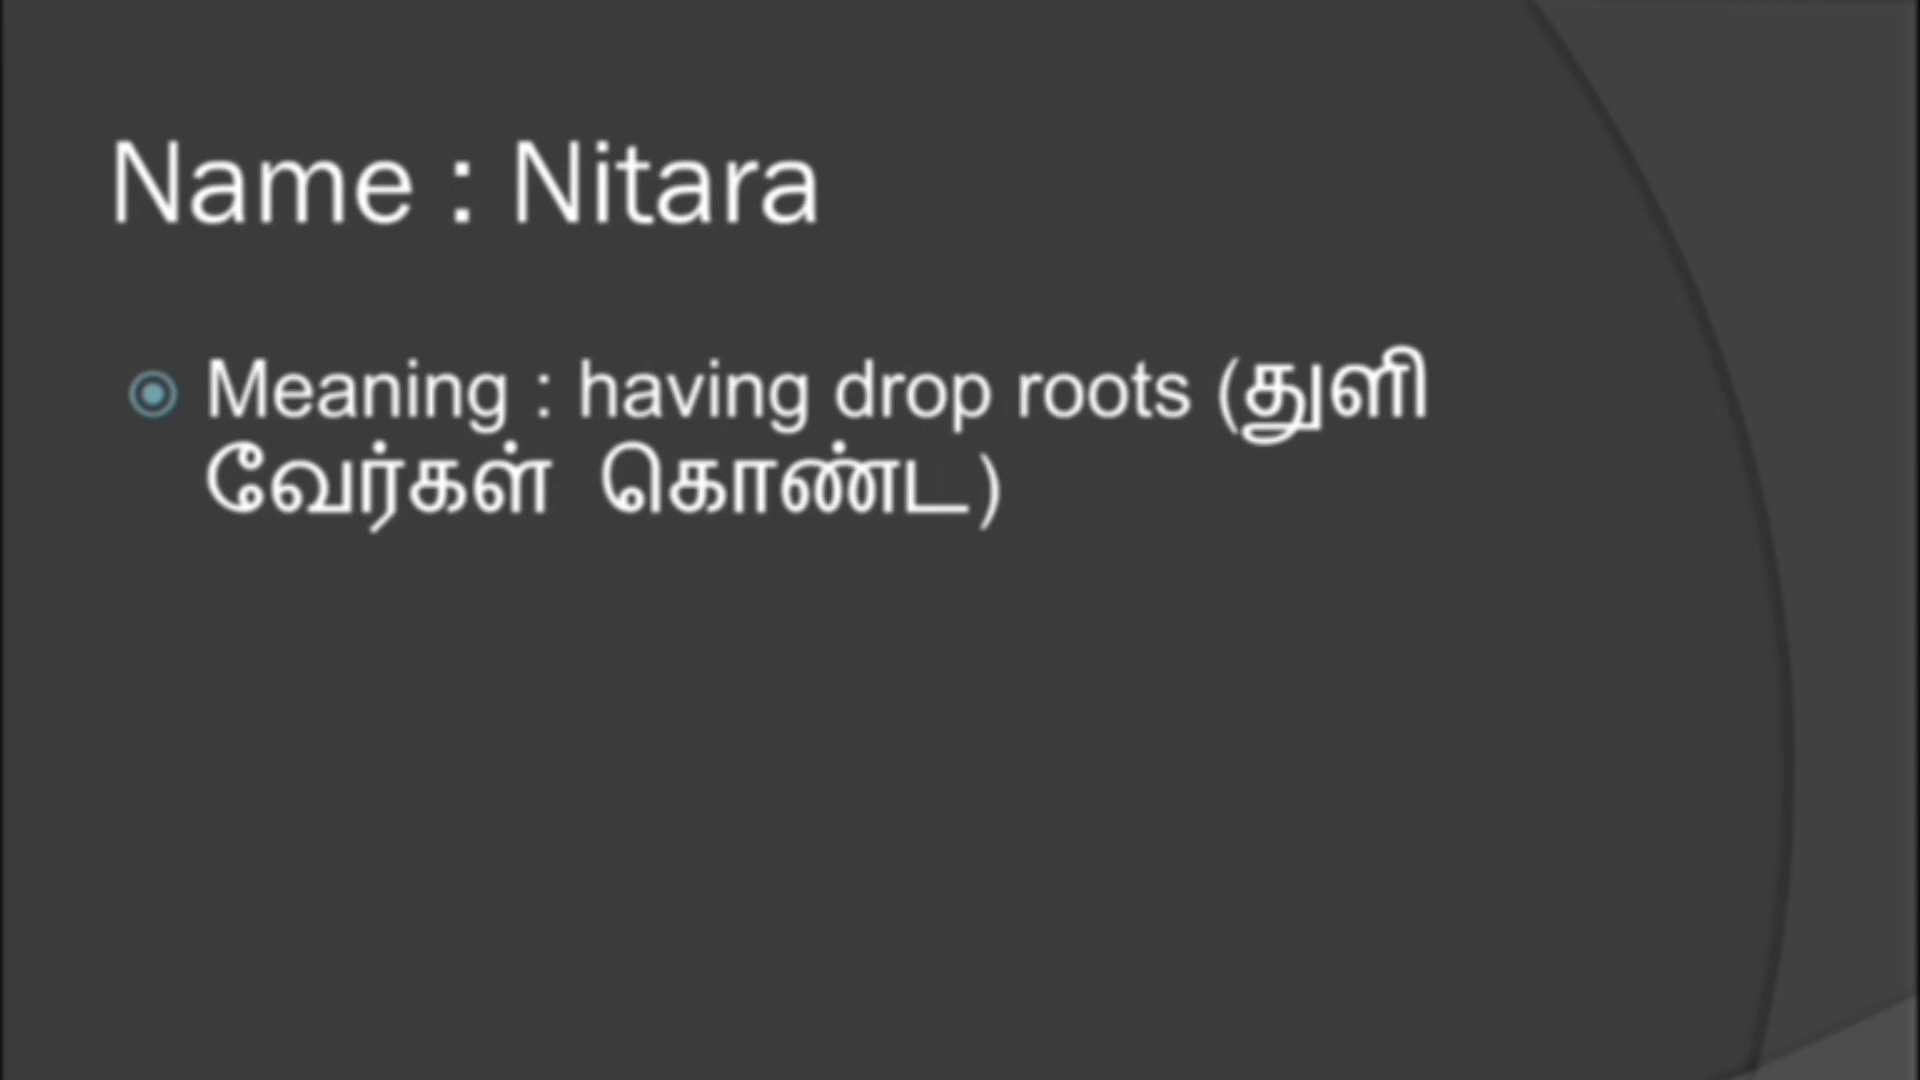 Name : Nitara
Meaning : having drop roots (துளி
வேர்கள் கொண்ட)